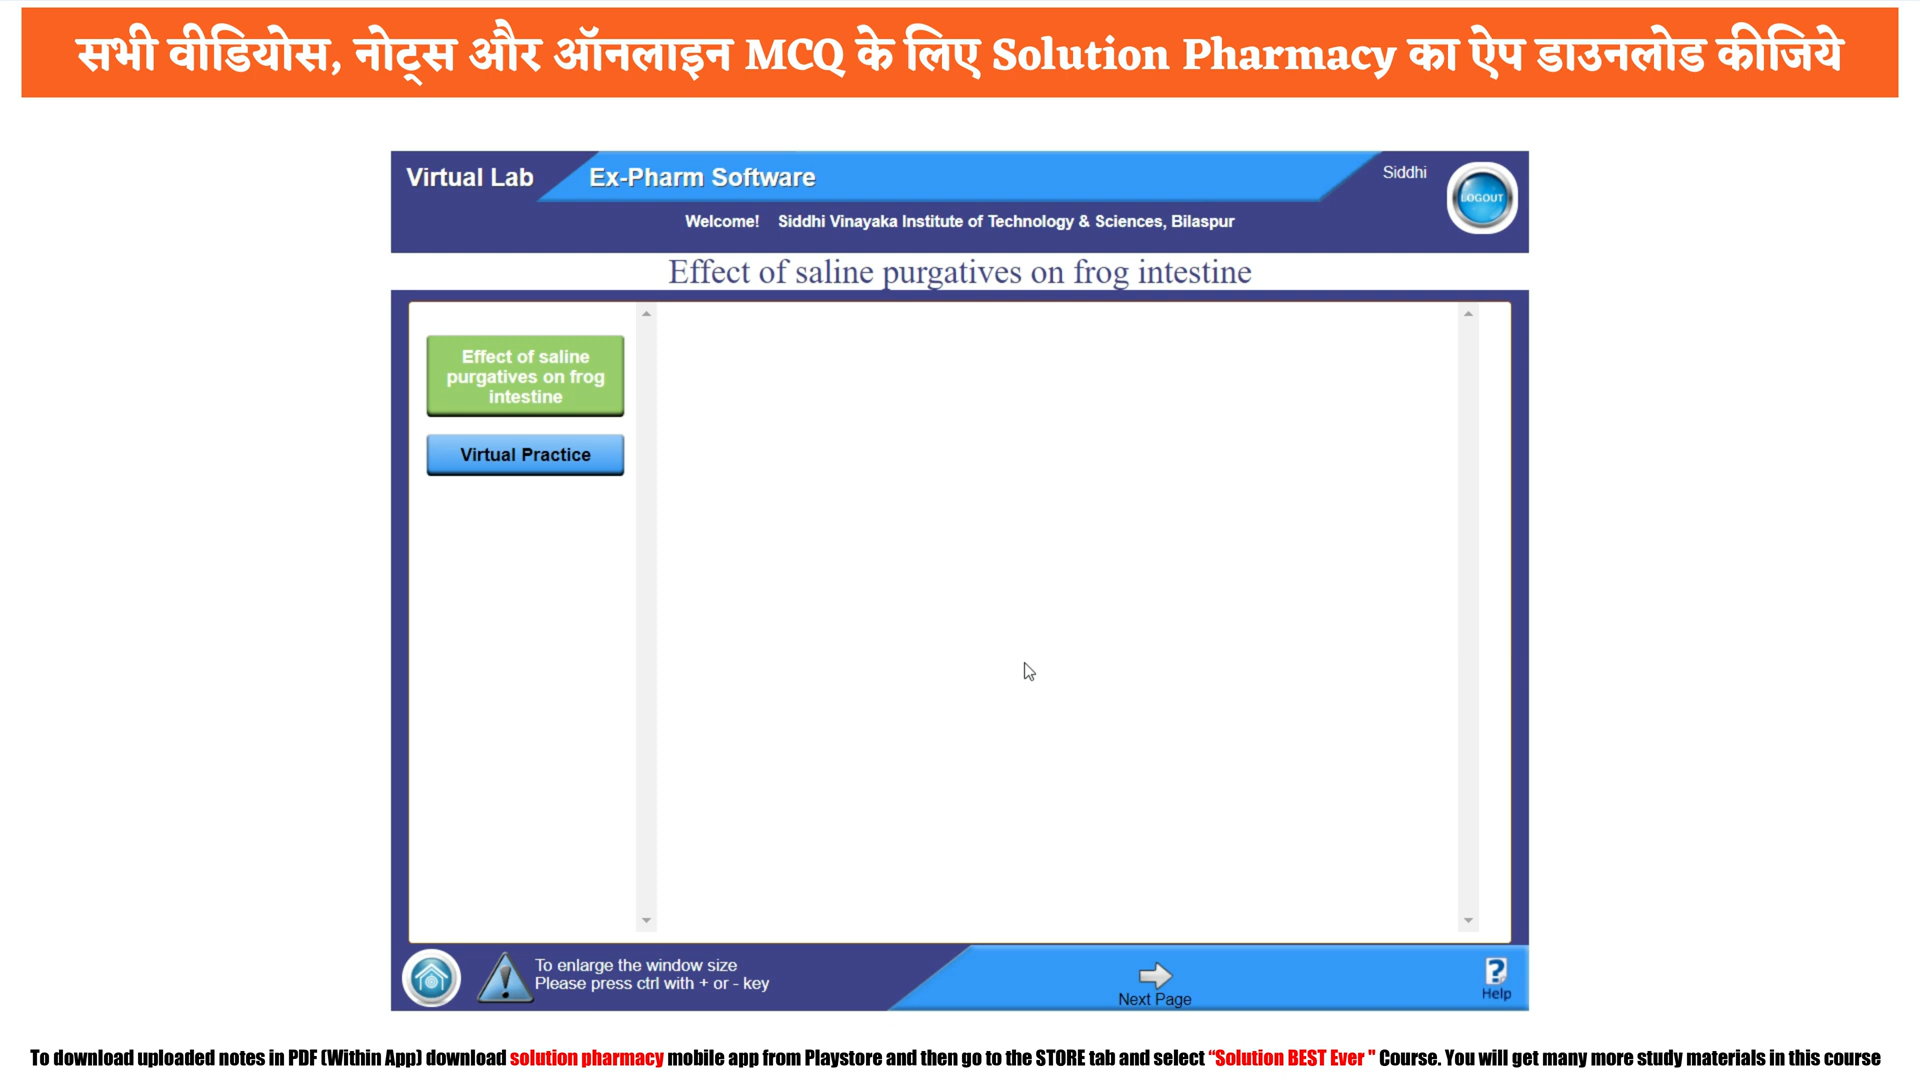 सभी वीडियोस, नोट्स और ऑनलाइन MCQ के लिए Solution Pharmacy का ऐप डाउनलोड कीजिये
Virtual Lab
Ex-Pharm Software
Siddhi
LOGOUT
Welcome! Siddhi Vinayaka Institute of Technology & Sciences, Bilaspur
Effect of saline purgatives on frog intestine
Effect of saline
purgatives on frog
intestine
Virtual Practice
To enlarge the window size
Please press ctrl with + or - key
Next Page
Help
To download uploaded notes in PDF (Within App) download solution pharmacy mobile app from Playstore and then go to the STORE tab and select “Solution BEST Ever " Course. You will get many more study materials in this course